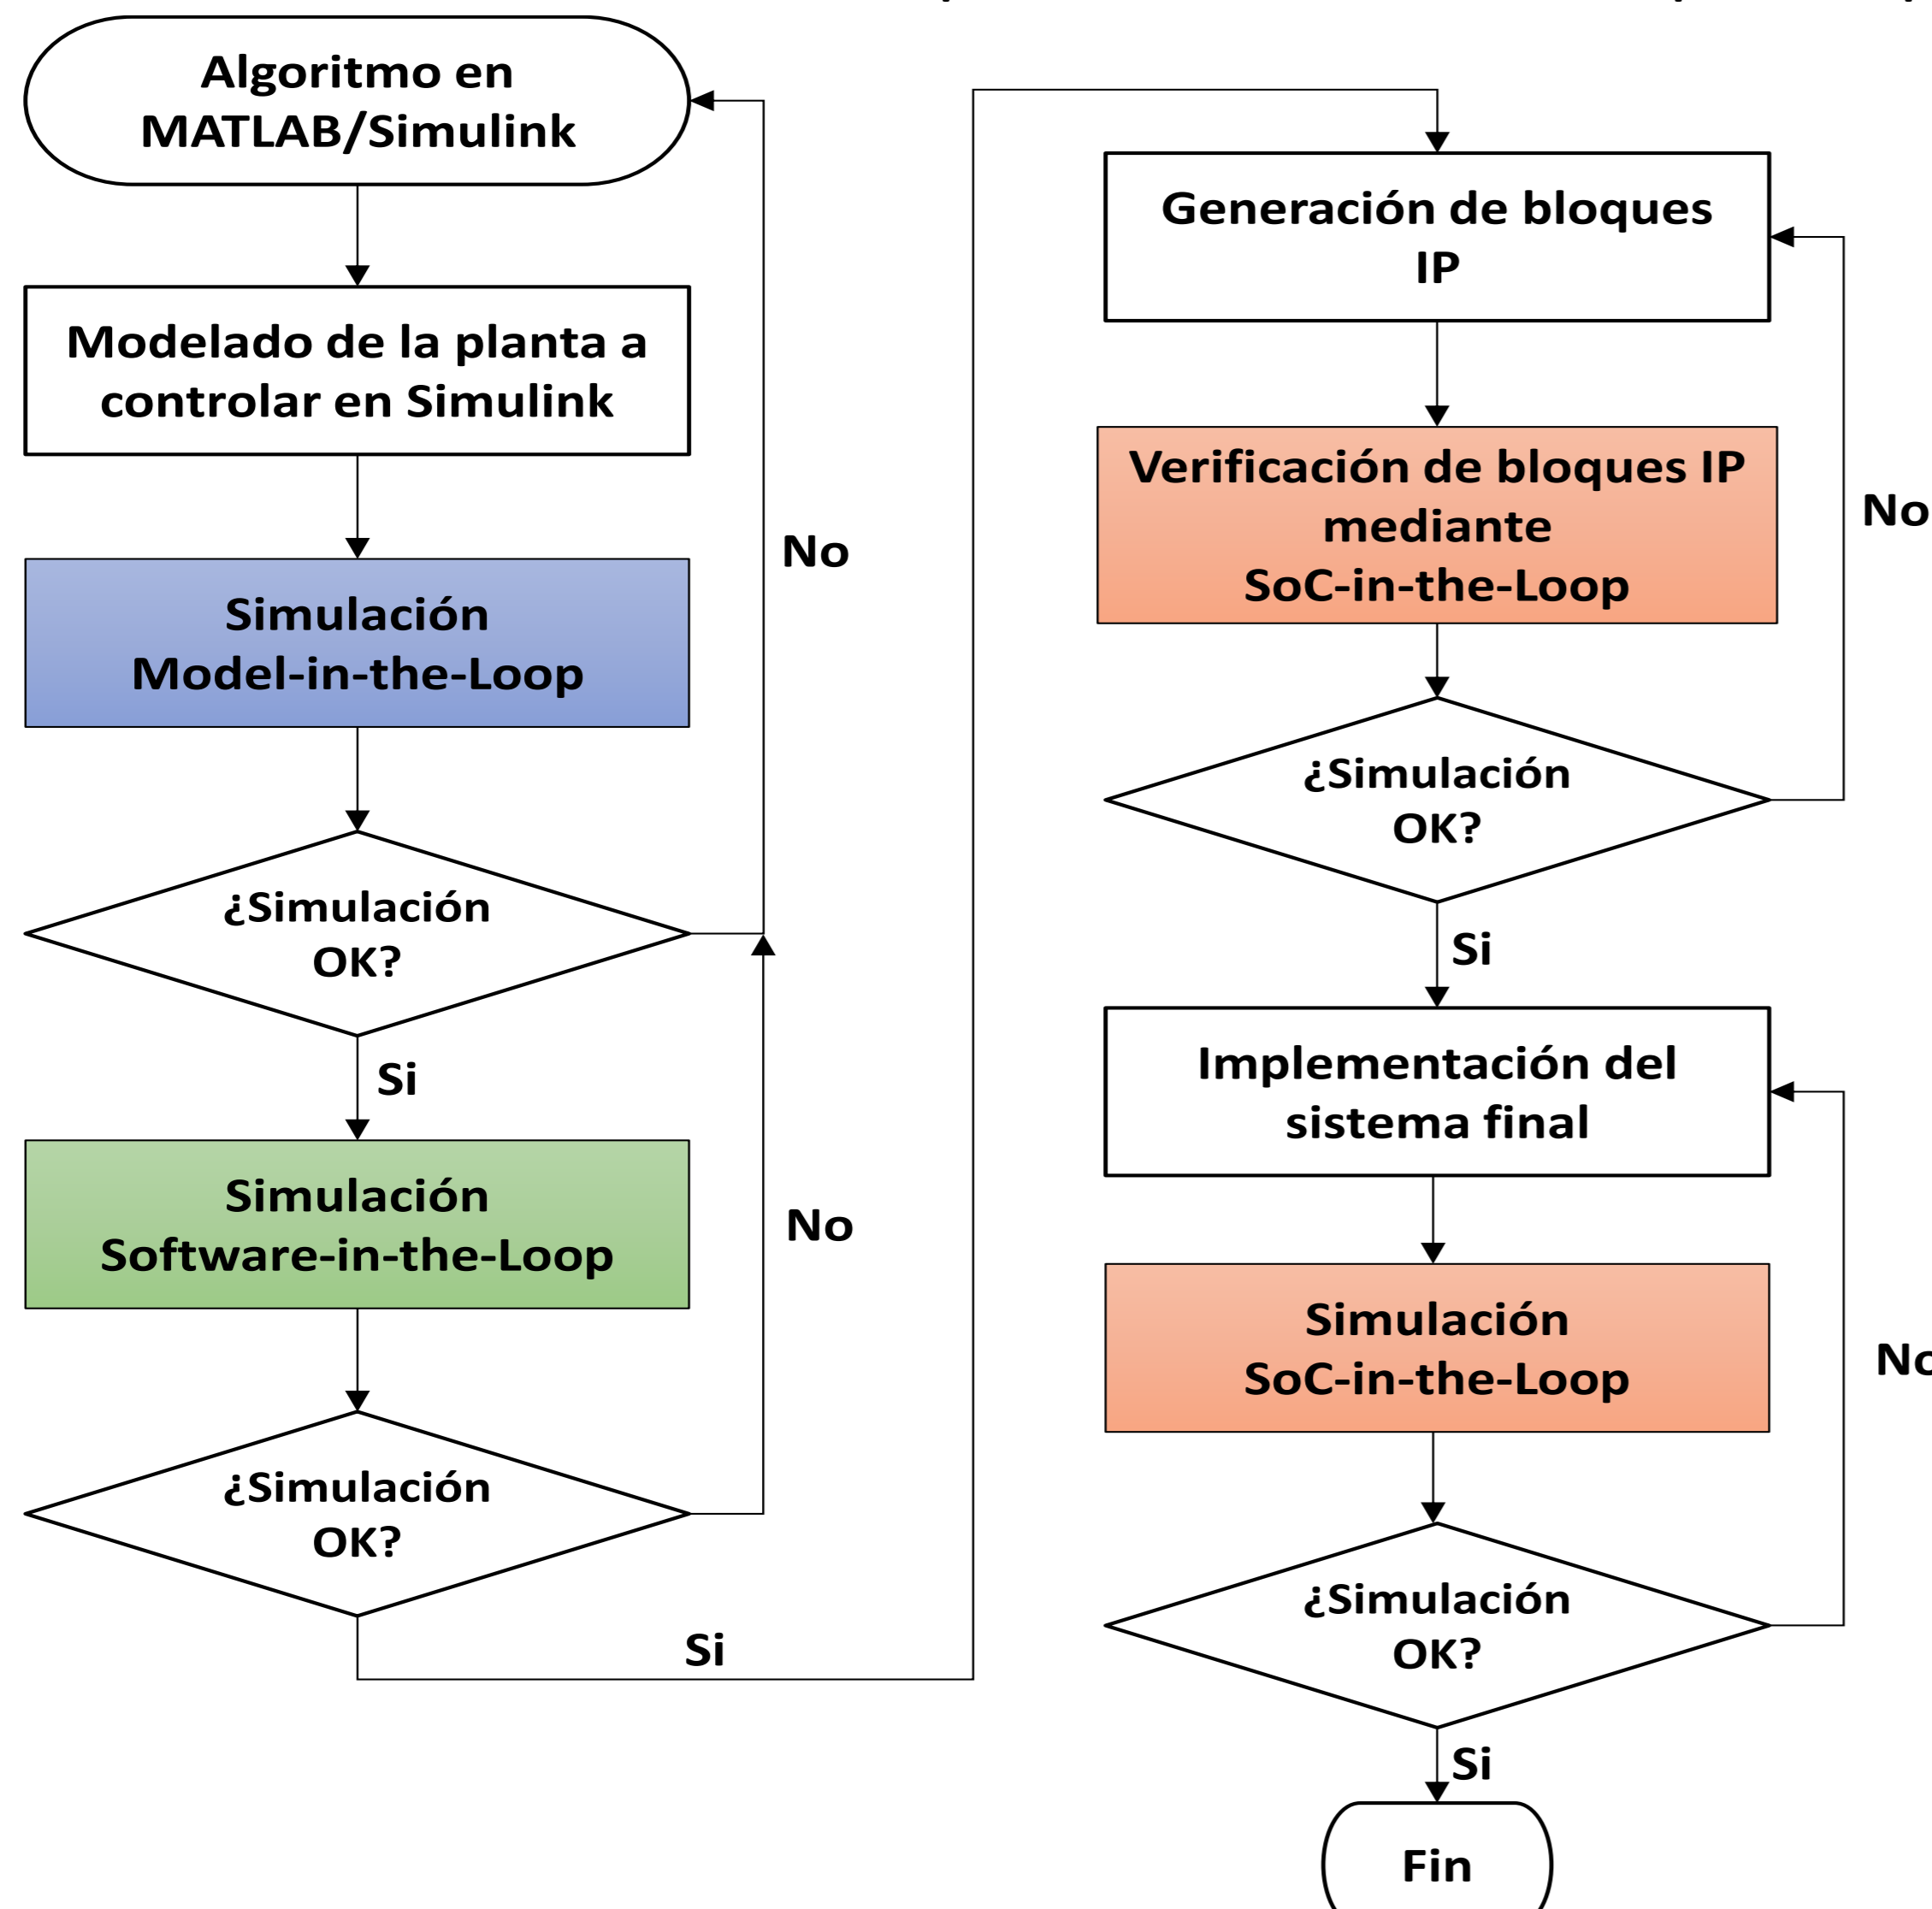 Algoritmo en
MATLAB/Simulink
Modelado de la planta a
controlar en Simulink
Simulación
Model-in-the-Loop
No
¿Simulación
OK?
Si
Simulación
Software-in-the-Loop
No
¿Simulación
OK?
Si
Generación de bloques
IP
Verificación de bloques IP
mediante
SoC-in-the-Loop
No
¿Simulación
OK?
Si
Implementación del
sistema final
Simulación
SoC-in-the-Loop
No
¿Simulación
OK?
Si
Fin